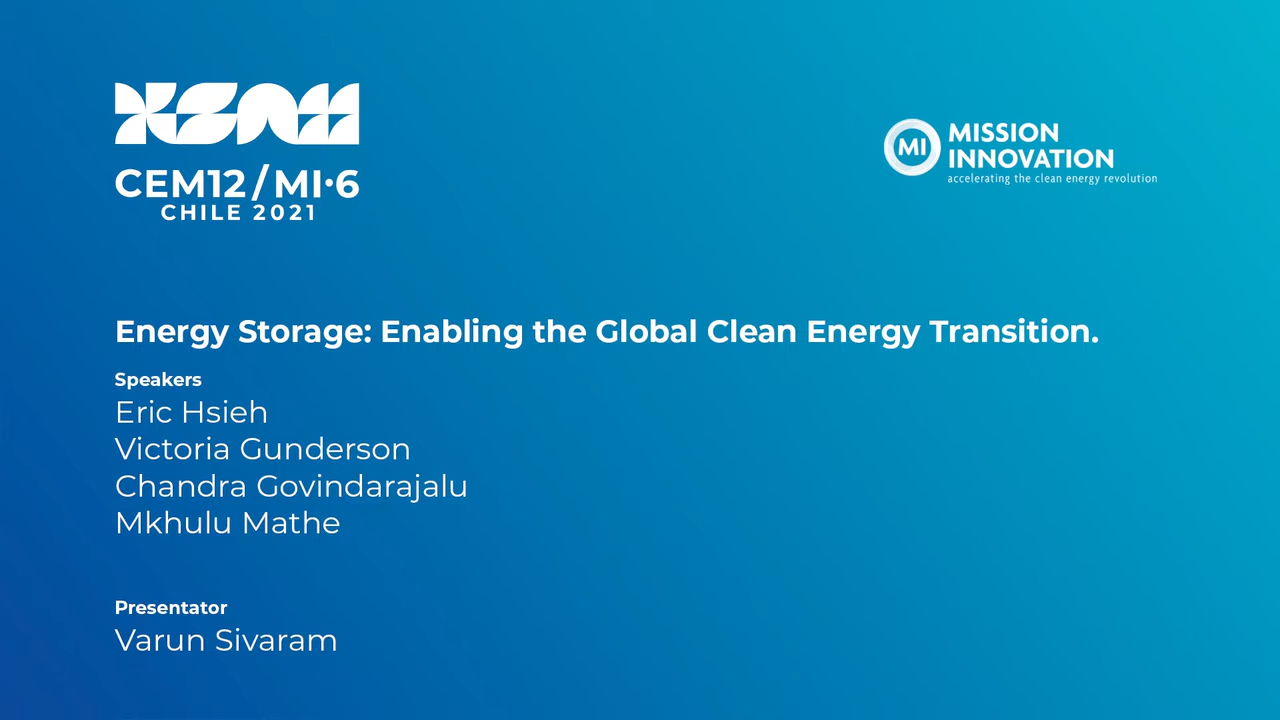 CEM12/MI·6
CHILE 2021
MI
MISSION
INNOVATION
accelerating the clean energy revolution
Energy Storage: Enabling the Global Clean Energy Transition.
Speakers
Eric Hsieh
Victoria Gunderson
Chandra Govindarajalu
Mkhulu Mathe
Presentator
Varun Sivaram